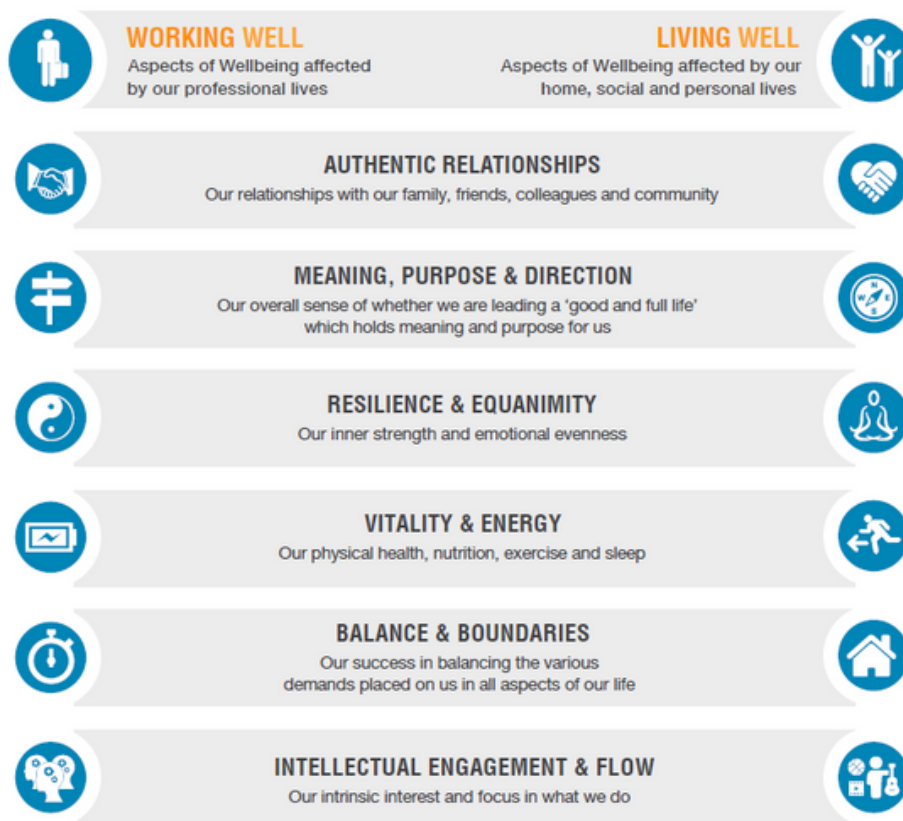 WORKING WELL
Aspects of Wellbeing affected
by our professional lives
LIVING WELL
Aspects of Wellbeing affected by our
home, social and personal lives
AUTHENTIC RELATIONSHIPS
Our relationships with our family, friends, colleagues and community
MEANING, PURPOSE & DIRECTION
Our overall sense of whether we are leading a 'good and full life'
which holds meaning and purpose for us
N
W E
S
RESILIENCE & EQUANIMITY
Our inner strength and emotional evenness
VITALITY & ENERGY
Our physical health, nutrition, exercise and sleep
BALANCE & BOUNDARIES
Our success in balancing the various
demands placed on us in all aspects of our life
INTELLECTUAL ENGAGEMENT & FLOW
Our intrinsic interest and focus in what we do